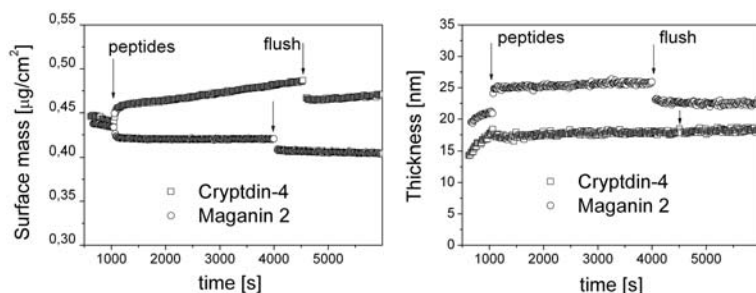 peptides
flush
0,50
0,45
0,40
0,35
0,30
Surface mass [µg/cm²]
Cryptdin-4
Maganin 2
1000 2000 3000 4000 5000
time [s]
peptides
flush
35
30
25
20
15
10
5
0
Thickness [nm]
Cryptdin-4
Maganin 2
1000 2000 3000 4000 5000
time [s]